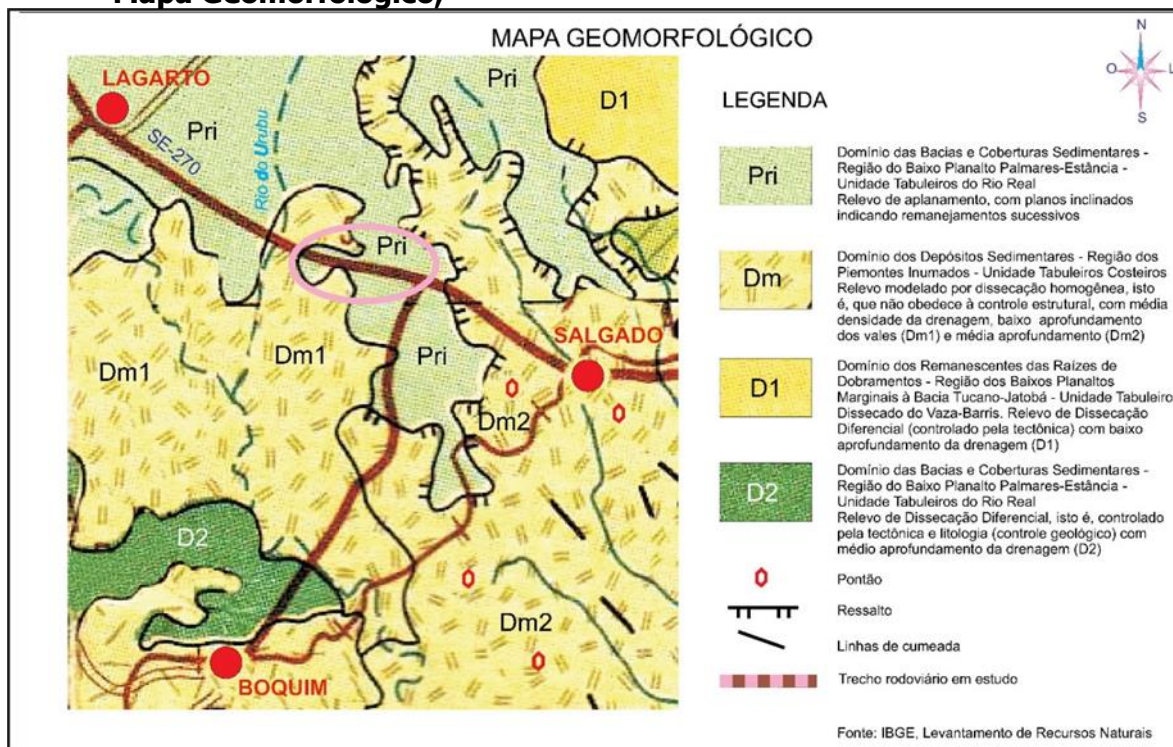 Mapa Geomorfológico)
MAPA GEOMORFOLÓGICO
N
O
L
S
LAGARTO
Pri
SE-270
Rio do Urubu
Pri
D1
Pri
SALGADO
Pri
Dm1
Dm1
Dm2
D2
Dm2
BOQUIM
LEGENDA
Pri
Domínio das Bacias e Coberturas Sedimentares -
Região do Baixo Planalto Palmares-Estância -
Unidade Tabuleiros do Rio Real
Relevo de aplanamento, com planos inclinados
indicando remanejamentos sucessivos
Dm
Domínio dos Depósitos Sedimentares - Região dos
Piemontes Inumados - Unidade Tabuleiros Costeiros
Relevo modelado por dissecação homogênea, isto
é, que não obedece à controle estrutural, com média
densidade da drenagem, baixo aprofundamento
dos vales (Dm1) e média aprofundamento (Dm2)
D1
Domínio dos Remanescentes das Raízes de
Dobramentos - Região dos Baixos Planaltos
Marginais à Bacia Tucano-Jatobá - Unidade Tabuleiro
Dissecado do Vaza-Barris. Relevo de Dissecação
Diferencial (controlado pela tectônica) com baixo
aprofundamento da drenagem (D1)
D2
Domínio das Bacias e Coberturas Sedimentares -
Região do Baixo Planalto Palmares-Estância -
Unidade Tabuleiros do Rio Real
Relevo de Dissecação Diferencial, isto é, controlado
pela tectônica e litologia (controle geológico) com
médio aprofundamento da drenagem (D2)
Pontão
Ressalto
Linhas de cumeada
Trecho rodoviário em estudo
Fonte: IBGE, Levantamento de Recursos Naturais